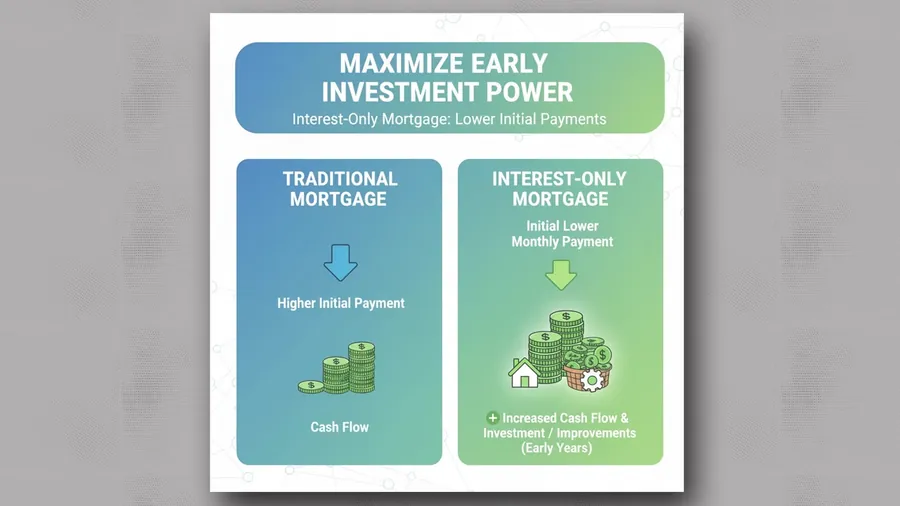 MAXIMIZE EARLY
INVESTMENT POWER
Interest-Only Mortgage: Lower Initial Payments
TRADITIONAL
MORTGAGE
Higher Initial Payment
Cash Flow
INTEREST-ONLY
MORTGAGE
Initial Lower
Monthly Payment
+ Increased Cash Flow &
Investment / Improvements
(Early Years)